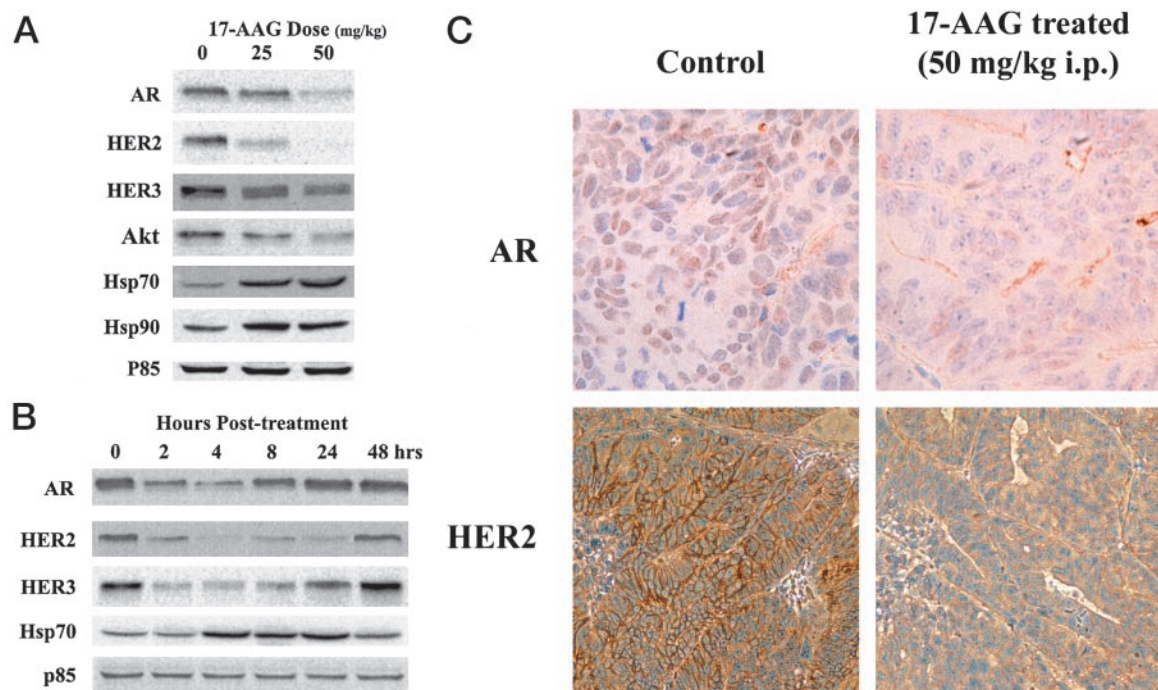 A
17-AAG Dose (mg/kg)
0 25 50
AR
HER2
HER3
Akt
Hsp70
Hsp90
P85
B
Hours Post-treatment
0 2 4 8 24 48 hrs
AR
HER2
HER3
Hsp70
p85
C
Control
17-AAG treated
(50 mg/kg i.p.)
AR
HER2